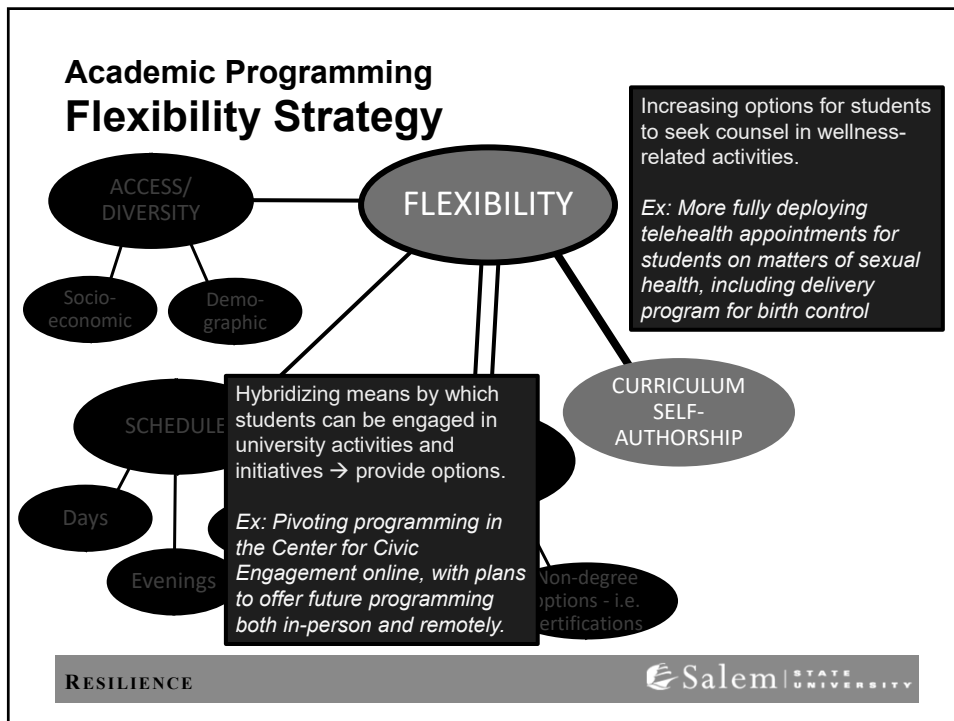 Academic Programming
Flexibility Strategy
ACCESS/
DIVERSITY
FLEXIBILITY
Increasing options for students
to seek counsel in wellness-
related activities.
Ex: More fully deploying
telehealth appointments for
students on matters of sexual
health, including delivery
program for birth control
Socio-
economic
Demo-
graphic
CURRICULUM
SELF-
AUTHORSHIP
SCHEDULE
Hybridizing means by which
students can be engaged in
university activities and
initiatives → provide options.
Ex: Pivoting programming in
the Center for Civic
Engagement online, with plans
to offer future programming
both in-person and remotely.
Days
Evenings
Non-degree
options - i.e.
certifications
RESILIENCE
Salem STATE UNIVERSITY